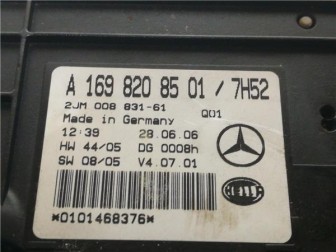 A 169 820 85 01 / 7H52
2JM 008 831-61 Q01
Made in Germany
12:39 28.06.06
HW 44/05 DG 0008h
SW 08/05 V4.07.01
HELLA
*0101468376*